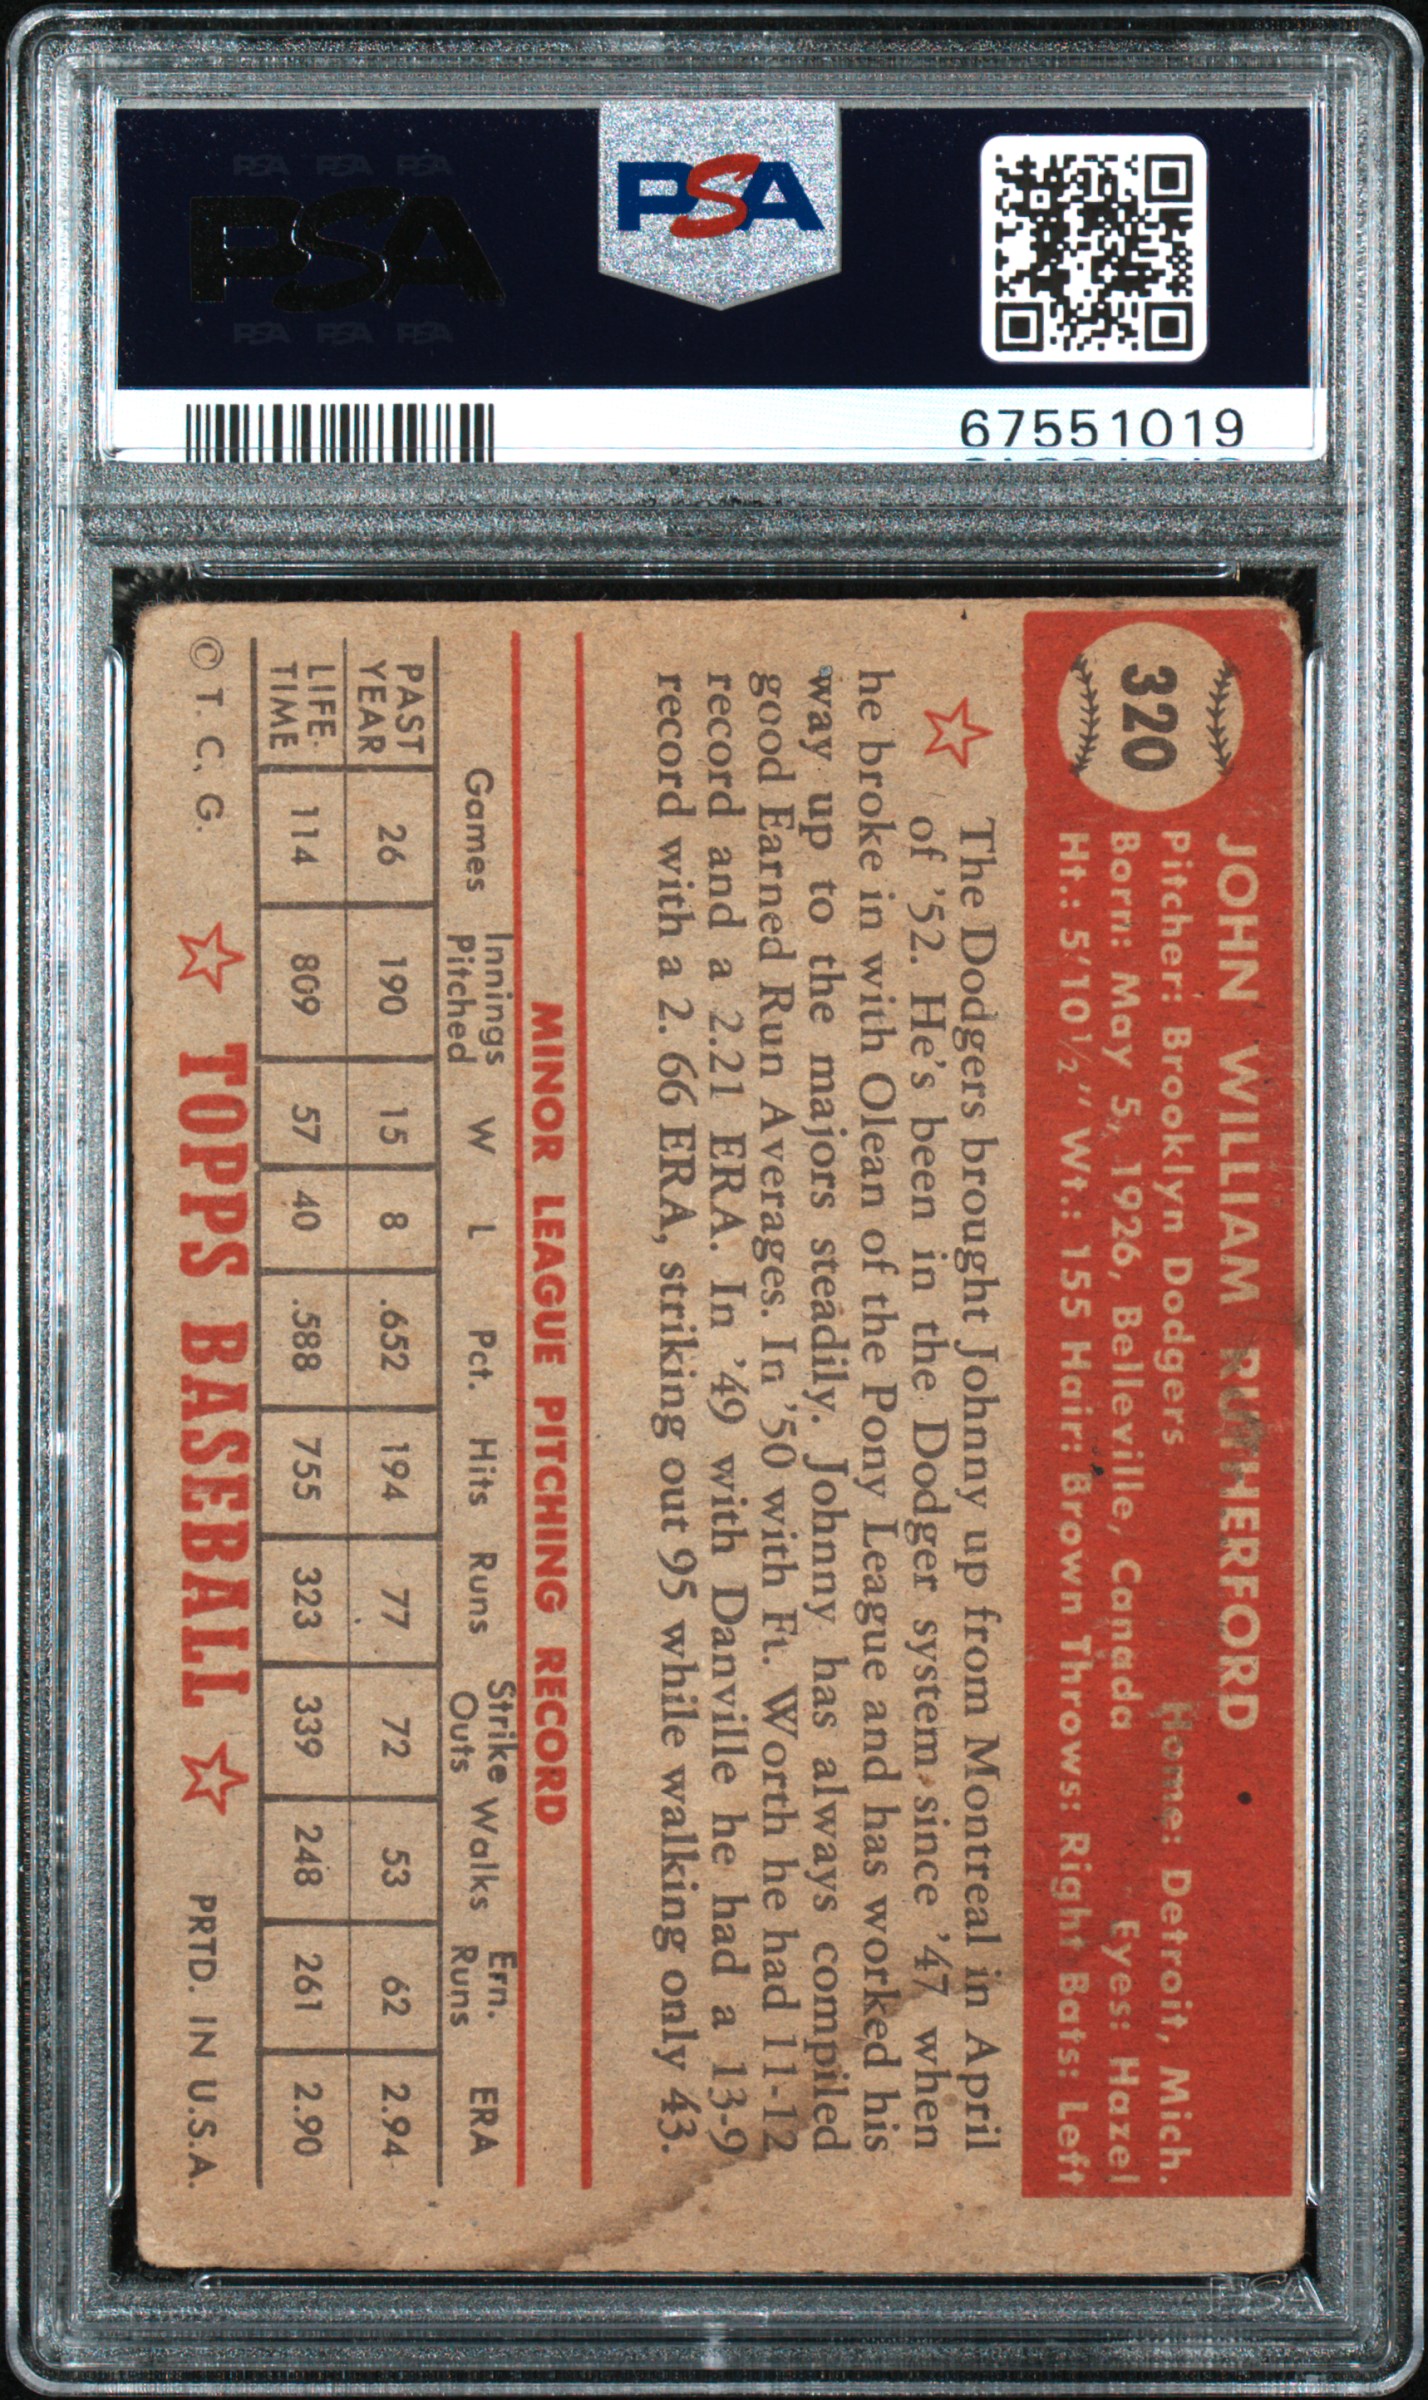 PSA PSA PSA
PSA
PSA PSA PSA
PSA
67551019
320
JOHN WILLIAM RUTHERFORD
Pitcher: Brooklyn Dodgers Home: Detroit, Mich.
Born: May 5, 1926, Belleville, Canada Eyes: Hazel
Ht.: 5'10½" Wt.: 155 Hair: Brown Throws: Right Bats: Left
The Dodgers brought Johnny up from Montreal in April
of '52. He's been in the Dodger system since '47 when
he broke in with Olean of the Pony League and has worked his
way up to the majors steadily. Johnny has always compiled
good Earned Run Averages. In '50 with Ft. Worth he had 11-12
record and a 2.21 ERA. In '49 with Danville he had a 13-9
record with a 2.66 ERA, striking out 95 while walking only 43.
MINOR LEAGUE PITCHING RECORD
Games Innings Pitched W L Pct. Hits Runs Strike Outs Walks Ern. Runs ERA
PAST YEAR 26 190 15 8 .652 194 77 72 53 62 2.94
LIFE-TIME 114 809 57 40 .588 755 323 339 248 261 2.90
© T. C. G. TOPPS BASEBALL PRTD. IN U.S.A.
PSA